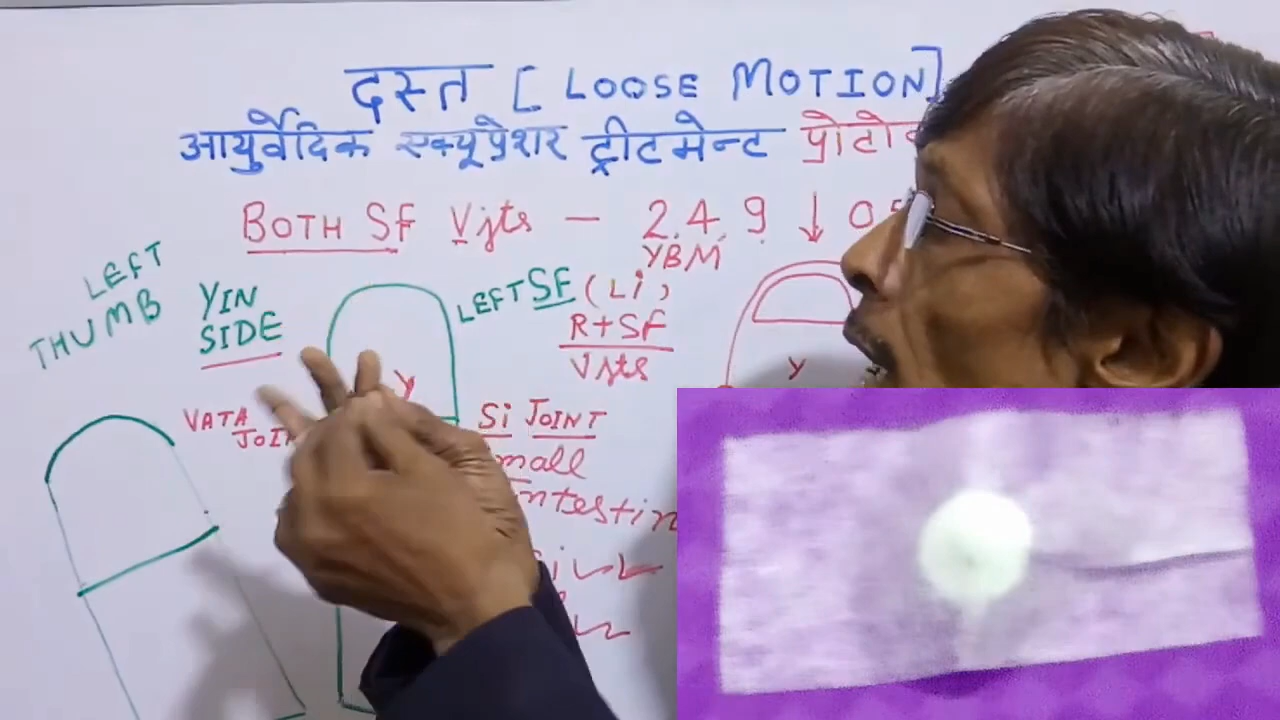 दस्त [LOOSE MOTION]
आयुर्वेदिक एक्यूप्रेशर ट्रीटमेन्ट
BOTH SF Vjts — 2.4.9 ↓ 0
YBM
LEFT THUMB
YIN SIDE
LEFT SF (Li)
R+SF
Vjts
Y
Y
VATA
Si JOINT